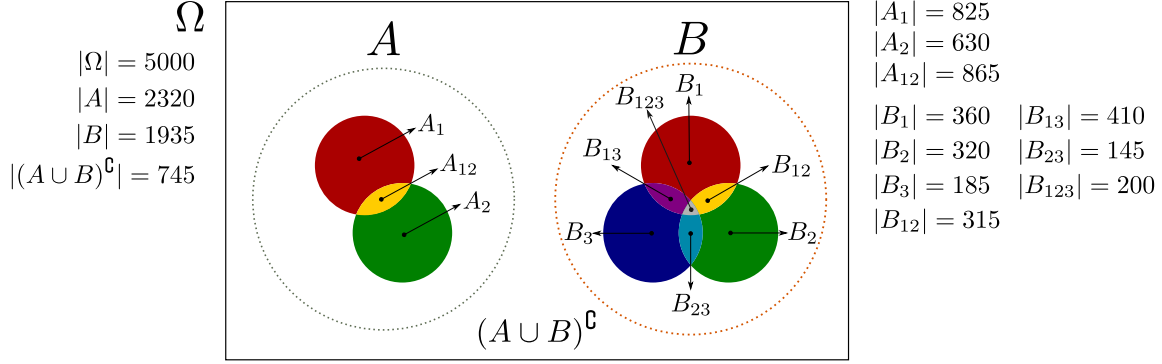 Ω
|Ω| = 5000
|A| = 2320
|B| = 1935
|(A ∪ B)^∁| = 745
A
A_1
A_12
A_2
B
B_1
B_123
B_13
B_12
B_3
B_2
B_23
(A ∪ B)^∁
|A_1| = 825
|A_2| = 630
|A_12| = 865
|B_1| = 360 |B_13| = 410
|B_2| = 320 |B_23| = 145
|B_3| = 185 |B_123| = 200
|B_12| = 315